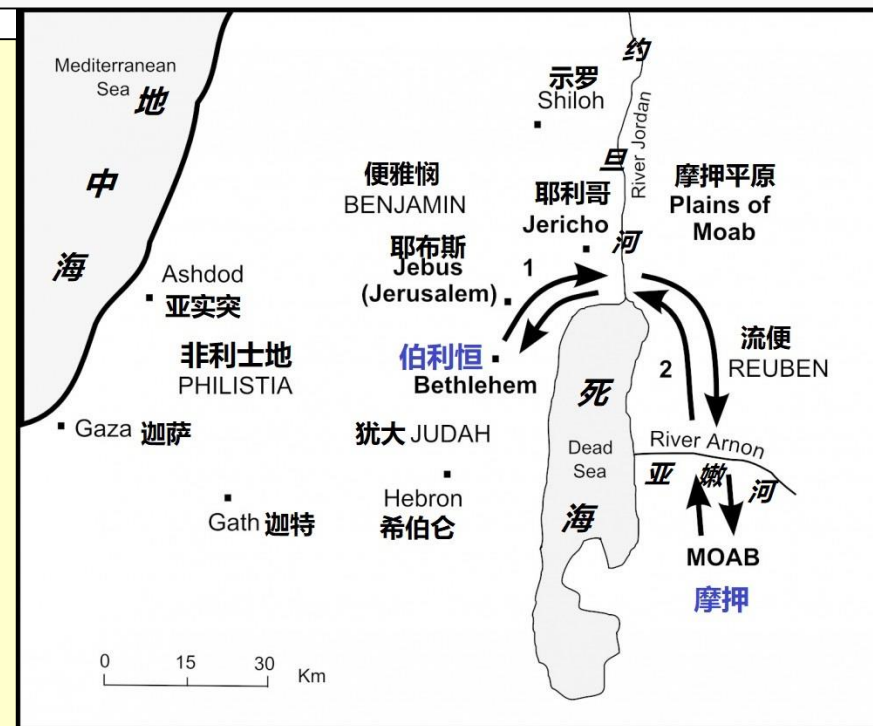 Mediterranean
Sea 地
中
海
示罗
Shiloh
约
旦
河
River Jordan
便雅悯
BENJAMIN
耶利哥
Jericho
摩押平原
Plains of
Moab
耶布斯
Jebus
(Jerusalem)
1
Ashdod
亚实突
非利士地
PHILISTIA
伯利恒
Bethlehem
死
Dead
Sea
海
2
流便
REUBEN
Gaza 迦萨
犹大 JUDAH
River Arnon
亚 嫩 河
Hebron
希伯仑
Gath 迦特
MOAB
摩押
0 15 30
Km